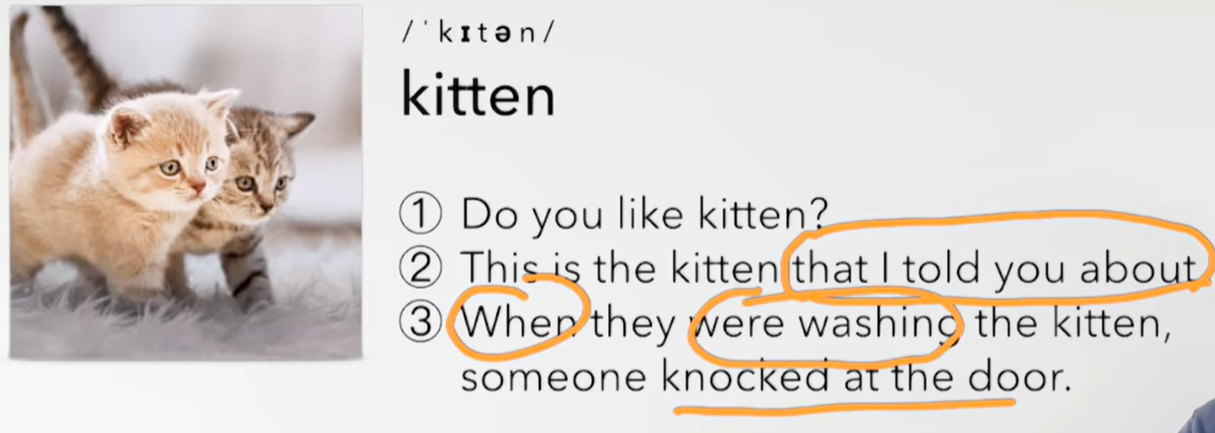 /ˈkɪtən/
kitten
① Do you like kitten?
② This is the kitten that I told you about
③ When they were washing the kitten,
someone knocked at the door.